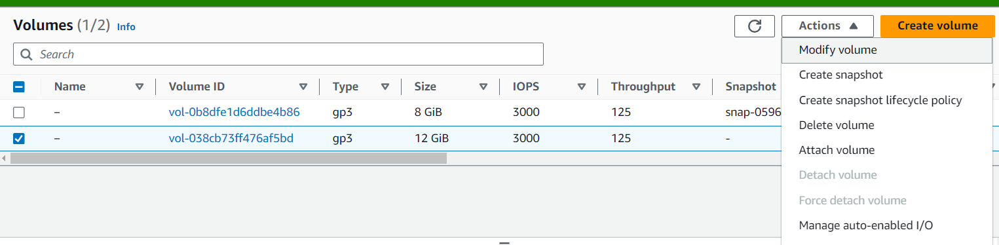 Volumes (1/2) Info
Actions
Create volume
Search
Modify volume
Create snapshot
Create snapshot lifecycle policy
Delete volume
Attach volume
Detach volume
Force detach volume
Manage auto-enabled I/O
Name Volume ID Type Size IOPS Throughput Snapshot
– vol-0b8dfe1d6ddbe4b86 gp3 8 GiB 3000 125 snap-0596
– vol-038cb73ff476af5bd gp3 12 GiB 3000 125 -